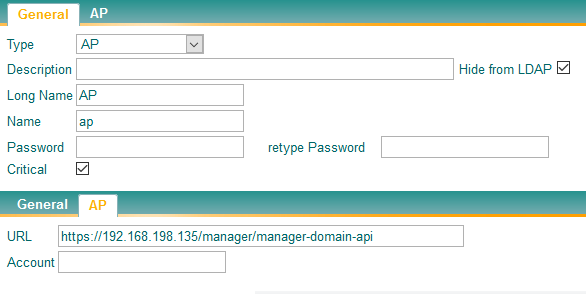 General AP
Type AP
Description Hide from LDAP
Long Name AP
Name ap
Password retype Password
Critical
General AP
URL https://192.168.198.135/manager/manager-domain-api
Account